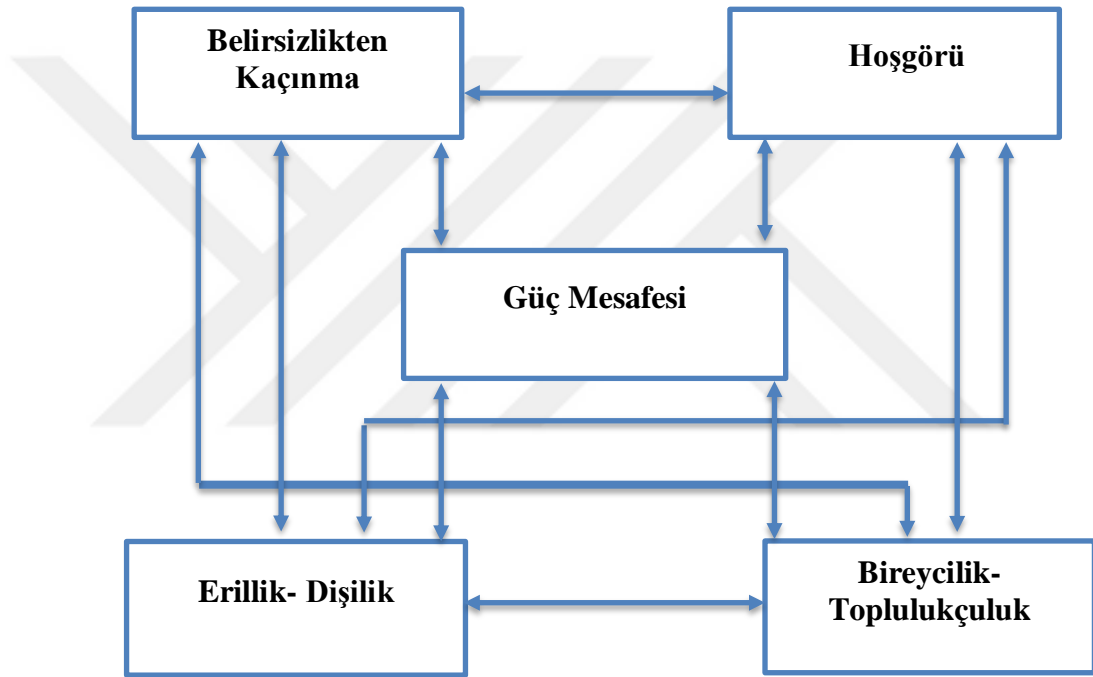 Belirsizlikten
Kaçınma
Hoşgörü
Güç Mesafesi
Erillik- Dişilik
Bireycilik-
Toplulukçuluk